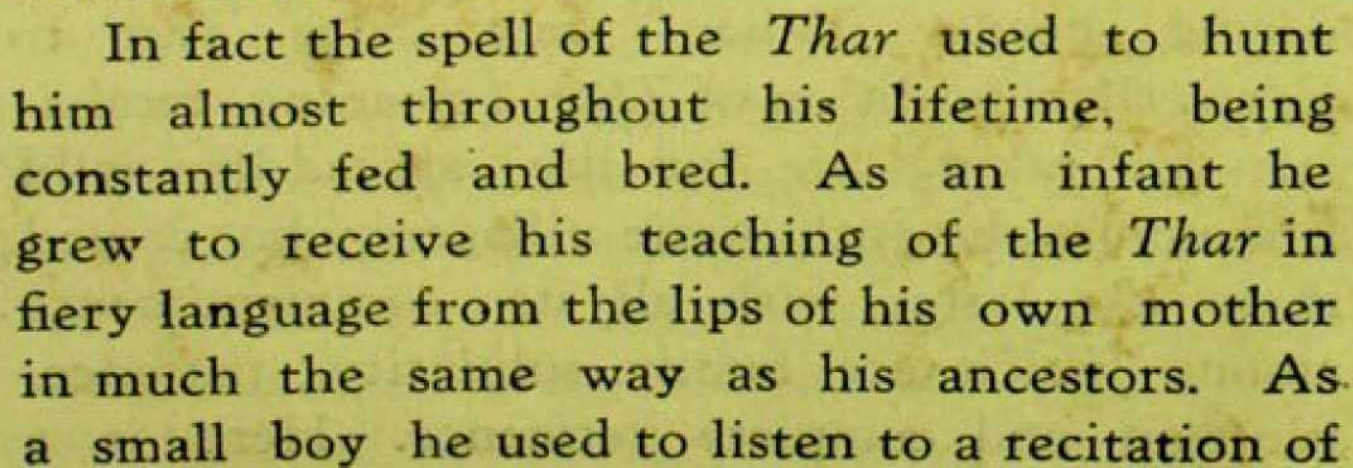 In fact the spell of the Thar used to hunt
him almost throughout his lifetime, being
constantly fed and bred. As an infant he
grew to receive his teaching of the Thar in
fiery language from the lips of his own mother
in much the same way as his ancestors. As
a small boy he used to listen to a recitation of